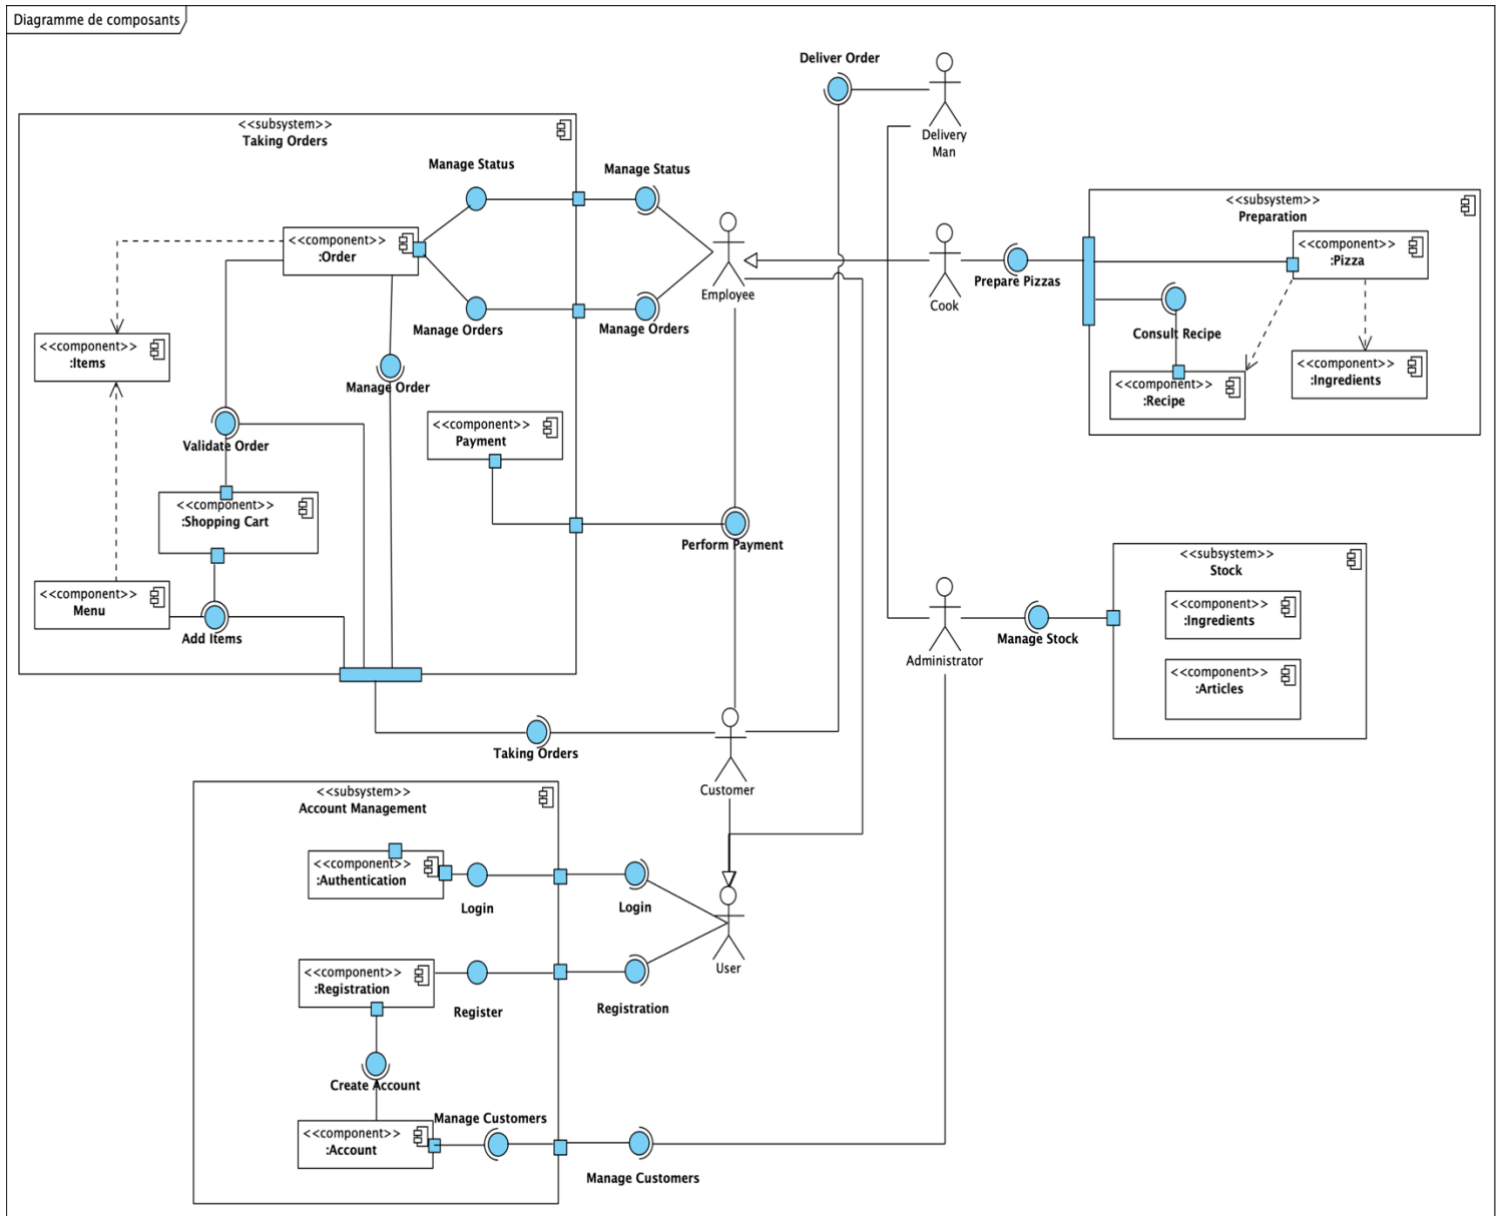 Diagramme de composants
Deliver Order
Delivery
Man
<<subsystem>>
Taking Orders
Manage Status
Manage Status
<<component>>
:Order
Employee
Manage Orders
Manage Orders
Cook
Prepare Pizzas
<<subsystem>>
Preparation
<<component>>
:Pizza
Consult Recipe
<<component>>
:Recipe
<<component>>
:Ingredients
<<component>>
:Items
Manage Order
<<component>>
Payment
Validate Order
<<component>>
:Shopping Cart
Perform Payment
<<component>>
Menu
Add Items
Administrator
Manage Stock
<<subsystem>>
Stock
<<component>>
:Ingredients
<<component>>
:Articles
Taking Orders
Customer
<<subsystem>>
Account Management
<<component>>
:Authentication
Login
Login
User
<<component>>
:Registration
Register
Registration
Create Account
Manage Customers
<<component>>
:Account
Manage Customers